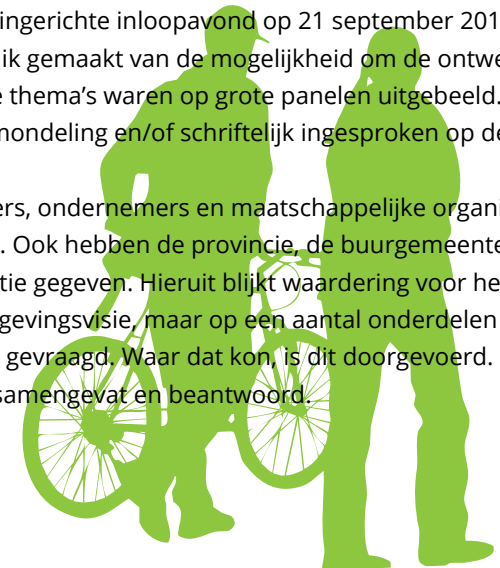 ingerichte inloopavond op 21 september 201
ik gemaakt van de mogelijkheid om de ontwe
e thema's waren op grote panelen uitgebeeld.
mondeling en/of schriftelijk ingesproken op de
ers, ondernemers en maatschappelijke organi
. Ook hebben de provincie, de buurgemeente
tie gegeven. Hieruit blijkt waardering voor he
gevingsvisie, maar op een aantal onderdelen
gevraagd. Waar dat kon, is dit doorgevoerd.
samengevat en beantwoord.